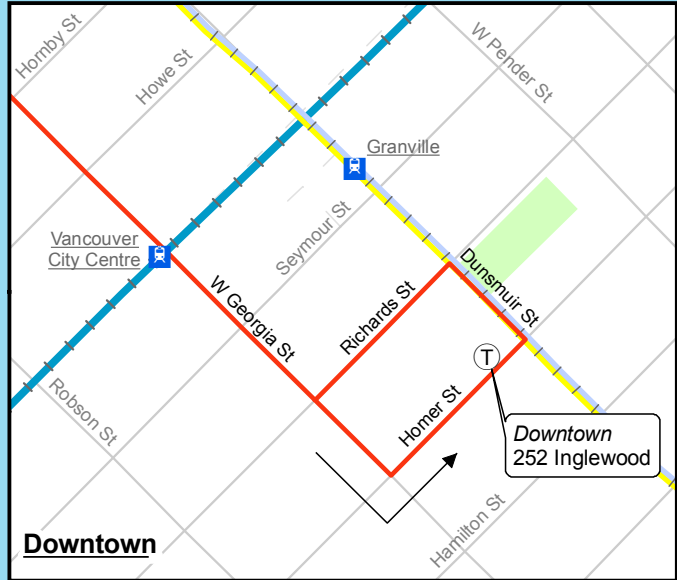 Hornby St
Howe St
W Pender St
Granville
Seymour St
Vancouver
City Centre
Dunsmuir St
W Georgia St
Richards St
Robson St
Homer St
T
Downtown
252 Inglewood
Hamilton St
Downtown